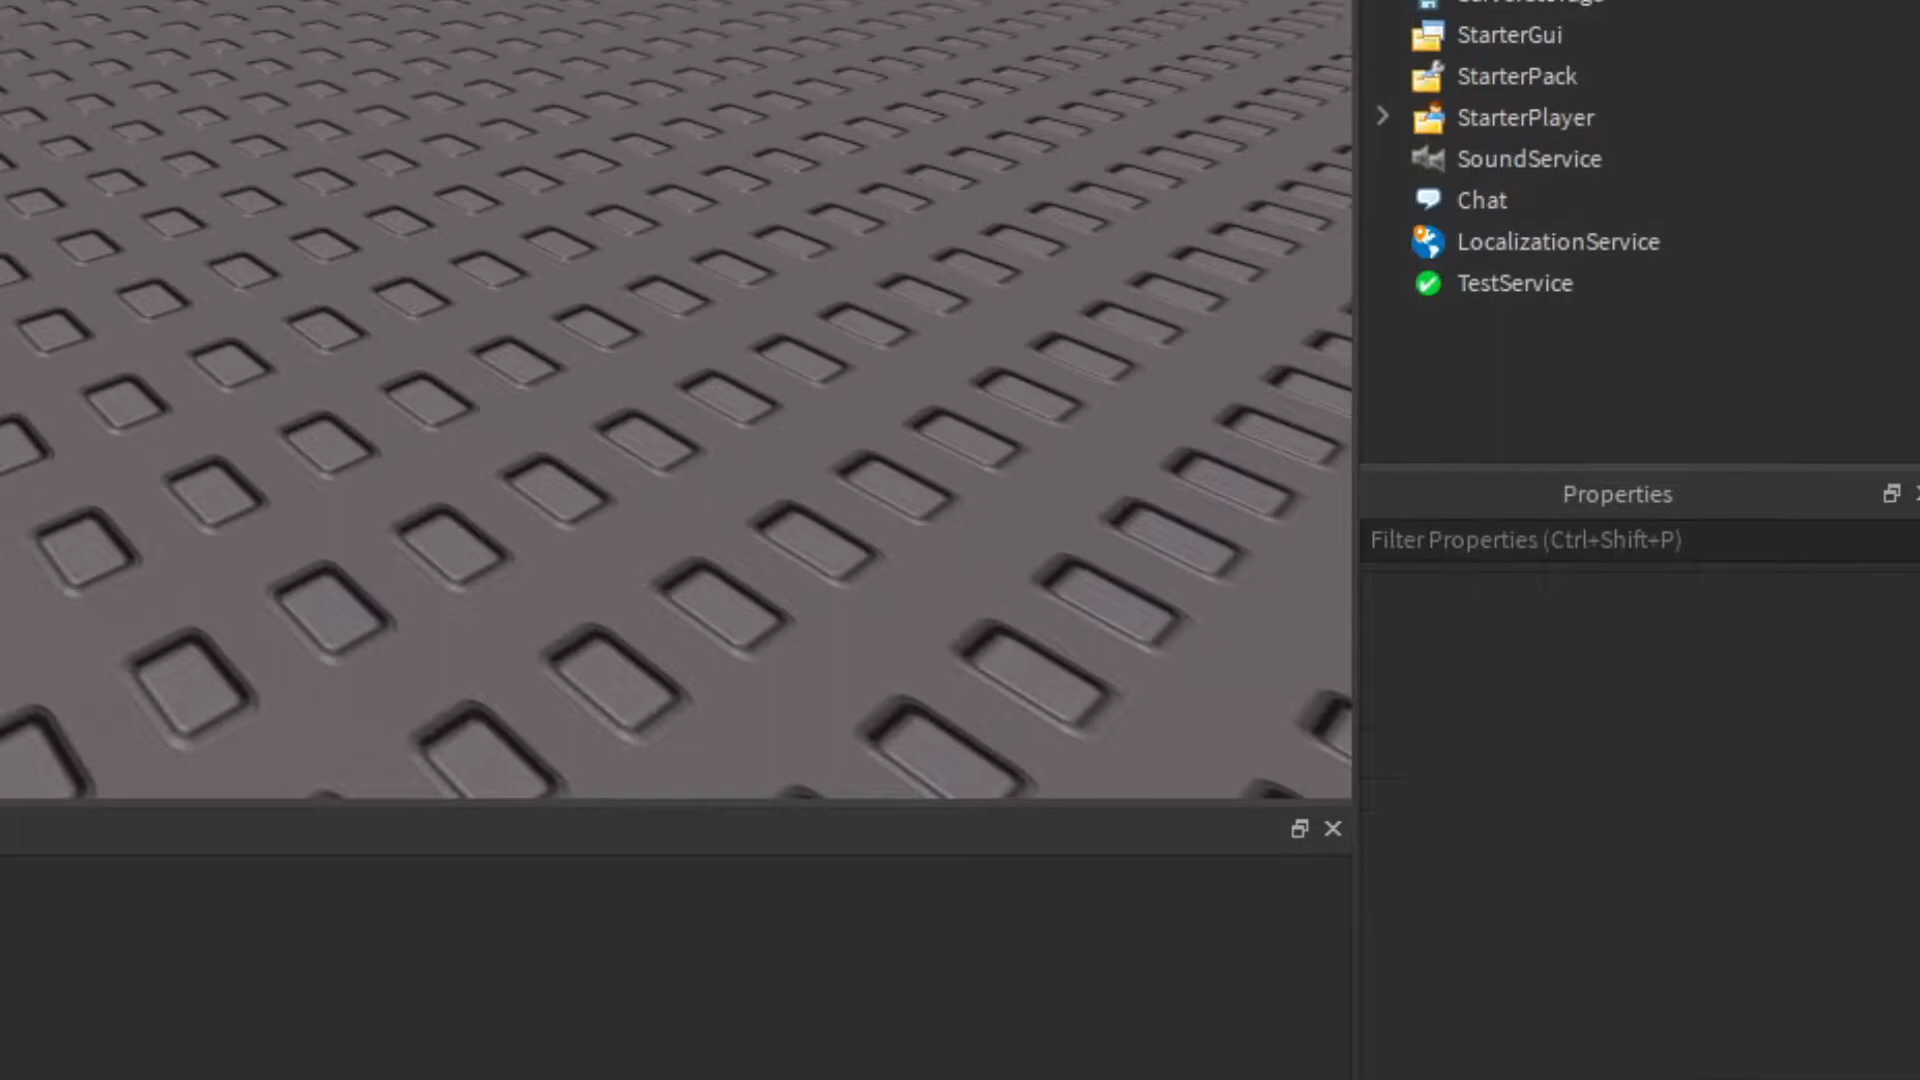 StarterGui
StarterPack
StarterPlayer
SoundService
Chat
LocalizationService
TestService
Properties
Filter Properties (Ctrl+Shift+P)